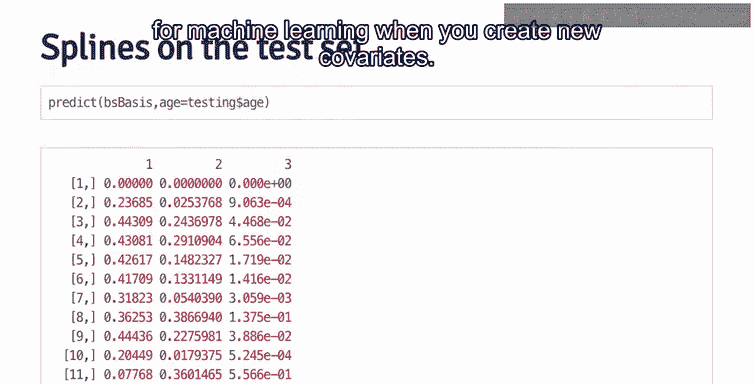 for machine learning when you create new
covariates.
Splines on the test set
predict(bsBasis,age=testing$age)
1 2 3
[1,] 0.00000 0.0000000 0.000e+00
[2,] 0.23685 0.0253768 9.063e-04
[3,] 0.44309 0.2436978 4.468e-02
[4,] 0.43081 0.2910904 6.556e-02
[5,] 0.42617 0.1482327 1.719e-02
[6,] 0.41709 0.1331149 1.416e-02
[7,] 0.31823 0.0540390 3.059e-03
[8,] 0.36253 0.3866940 1.375e-01
[9,] 0.44436 0.2275981 3.886e-02
[10,] 0.20449 0.0179375 5.245e-04
[11,] 0.07768 0.3601465 5.566e-01